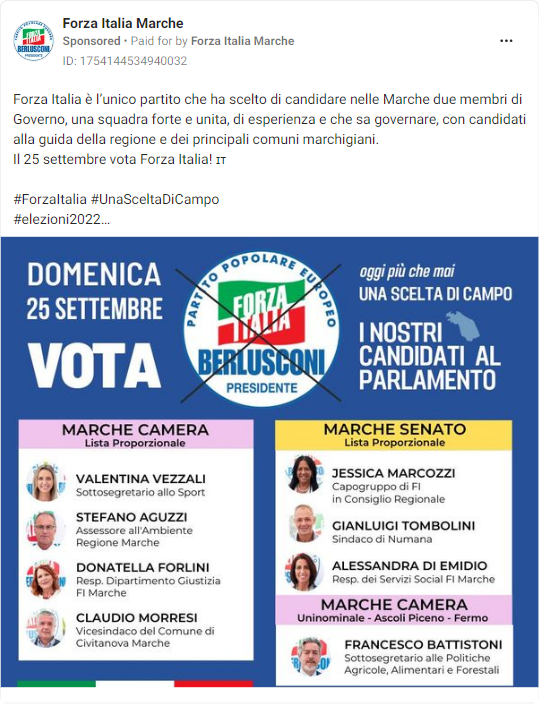 Forza Italia Marche
Sponsored • Paid for by Forza Italia Marche
ID: 1754144534940032
Forza Italia è l'unico partito che ha scelto di candidare nelle Marche due membri di
Governo, una squadra forte e unita, di esperienza e che sa governare, con candidati
alla guida della regione e dei principali comuni marchigiani.
Il 25 settembre vota Forza Italia! IT
#ForzaItalia #UnaSceltaDiCampo
#elezioni2022...
DOMENICA
25 SETTEMBRE
VOTA
PARTITO POPOLARE EUROPEO
FORZA
ITALIA
BERLUSCONI
PRESIDENTE
oggi più che mai
UNA SCELTA DI CAMPO
I NOSTRI
CANDIDATI AL
PARLAMENTO
MARCHE CAMERA
Lista Proporzionale
VALENTINA VEZZALI
Sottosegretario allo Sport
STEFANO AGUZZI
Assessore all'Ambiente
Regione Marche
DONATELLA FORLINI
Resp. Dipartimento Giustizia
FI Marche
CLAUDIO MORRESI
Vicesindaco del Comune di
Civitanova Marche
MARCHE SENATO
Lista Proporzionale
JESSICA MARCOZZI
Capogruppo di FI
in Consiglio Regionale
GIANLUIGI TOMBOLINI
Sindaco di Numana
ALESSANDRA DI EMIDIO
Resp. dei Servizi Social FI Marche
MARCHE CAMERA
Uninominale - Ascoli Piceno - Fermo
FRANCESCO BATTISTONI
Sottosegretario alle Politiche
Agricole, Alimentari e Forestali